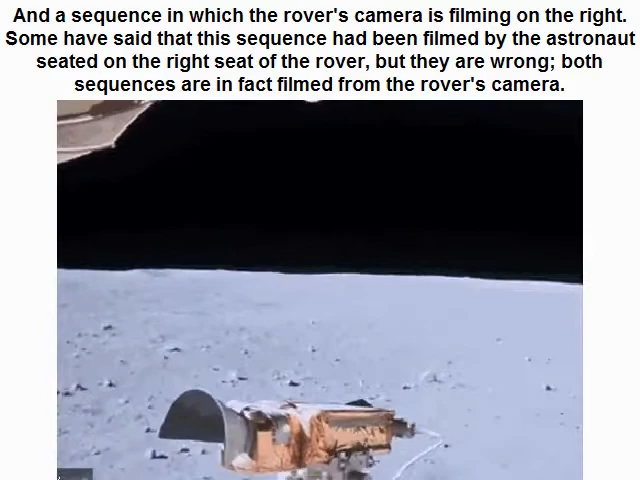 And a sequence in which the rover's camera is filming on the right.
Some have said that this sequence had been filmed by the astronaut
seated on the right seat of the rover, but they are wrong; both
sequences are in fact filmed from the rover's camera.